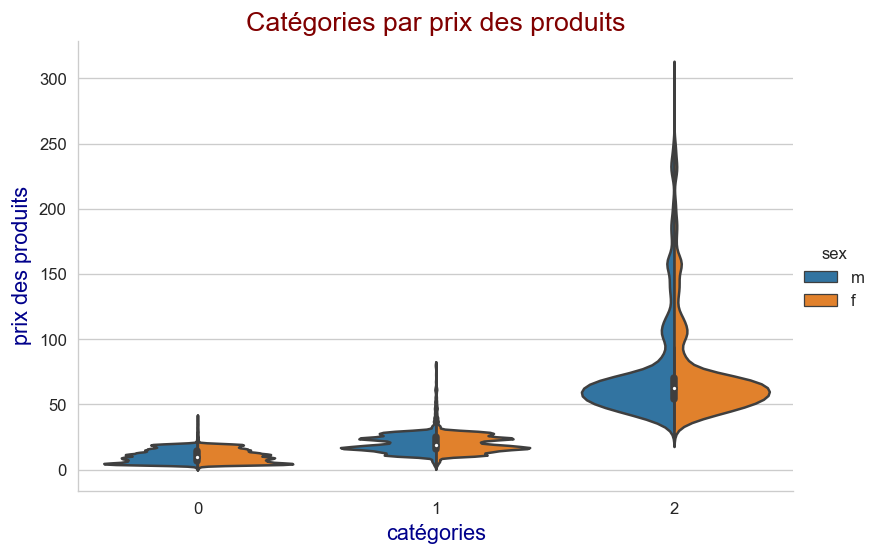 Catégories par prix des produits
prix des produits
300
250
200
150
100
50
0
0 1 2
catégories
sex
m
f